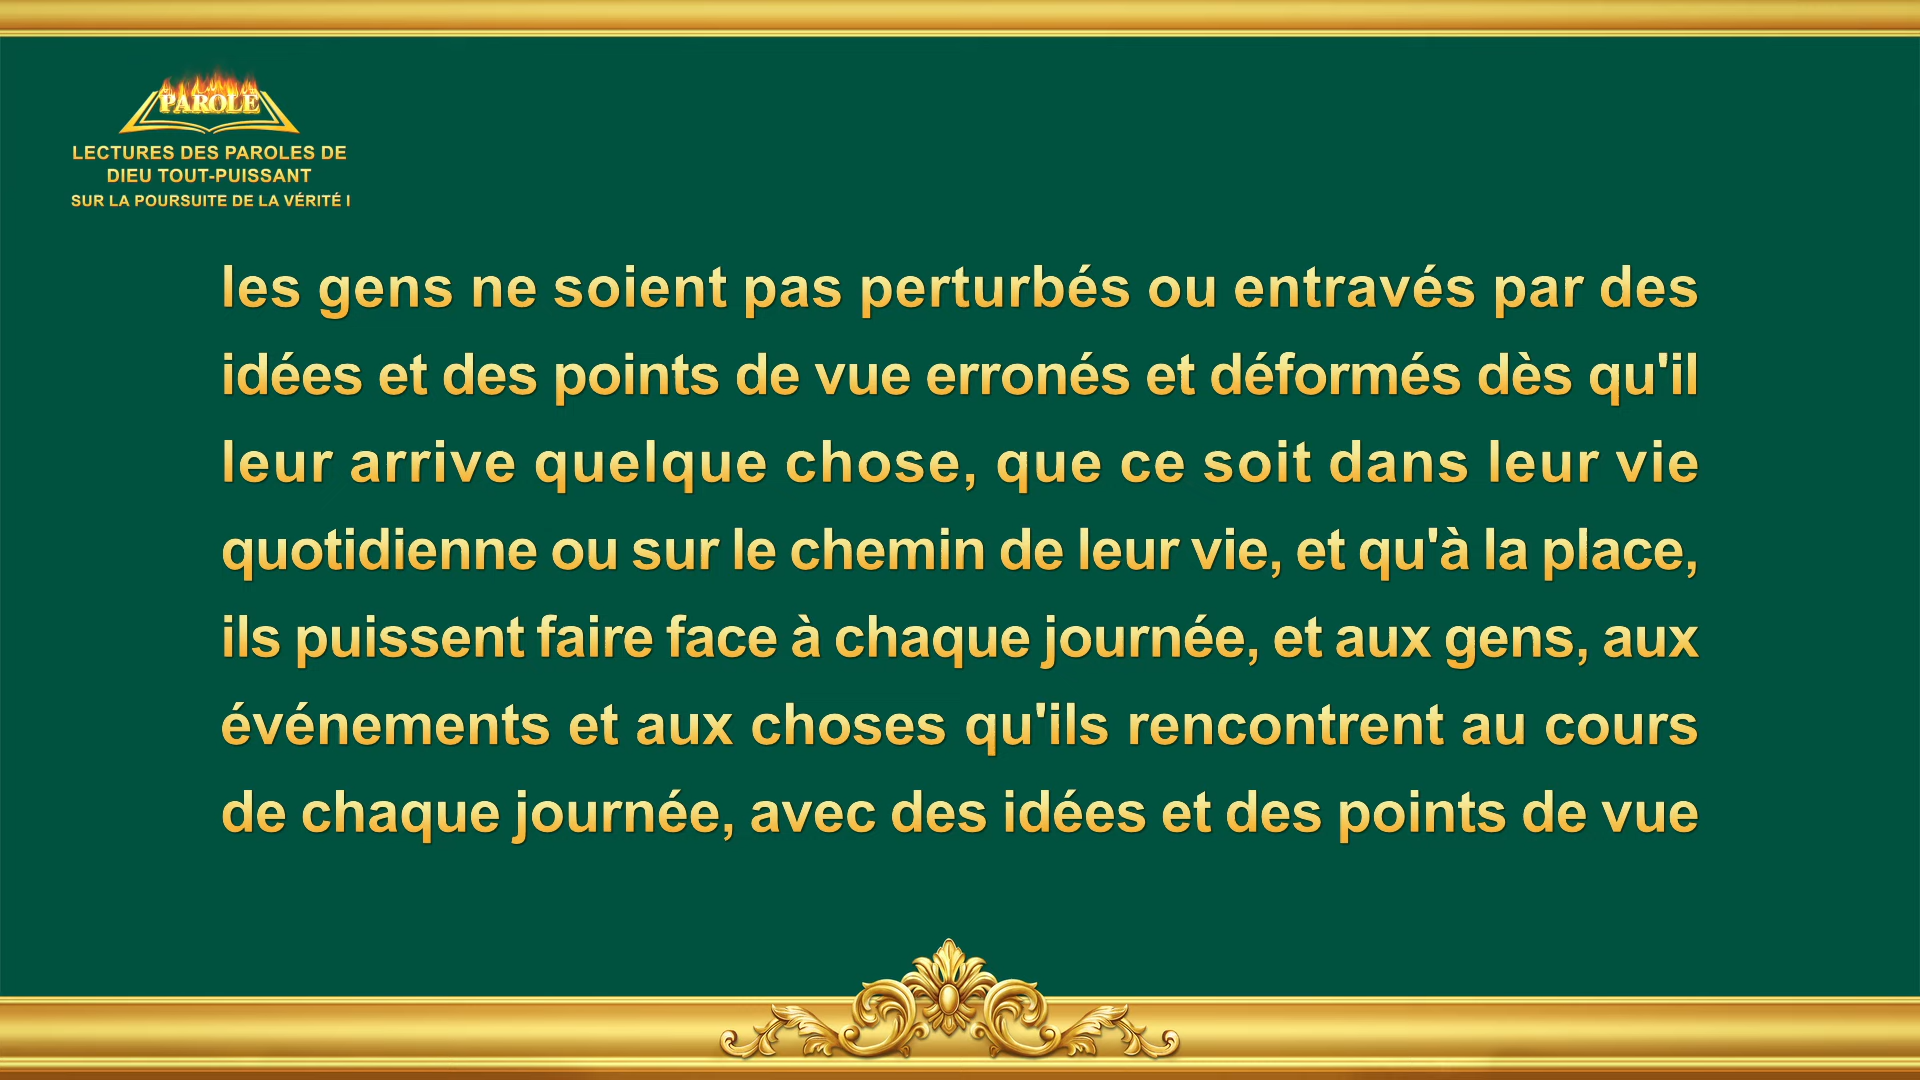 PAROLE
LECTURES DES PAROLES DE
DIEU TOUT-PUISSANT
SUR LA POURSUITE DE LA VÉRITÉ I
les gens ne soient pas perturbés ou entravés par des
idées et des points de vue erronés et déformés dès qu'il
leur arrive quelque chose, que ce soit dans leur vie
quotidienne ou sur le chemin de leur vie, et qu'à la place,
ils puissent faire face à chaque journée, et aux gens, aux
événements et aux choses qu'ils rencontrent au cours
de chaque journée, avec des idées et des points de vue